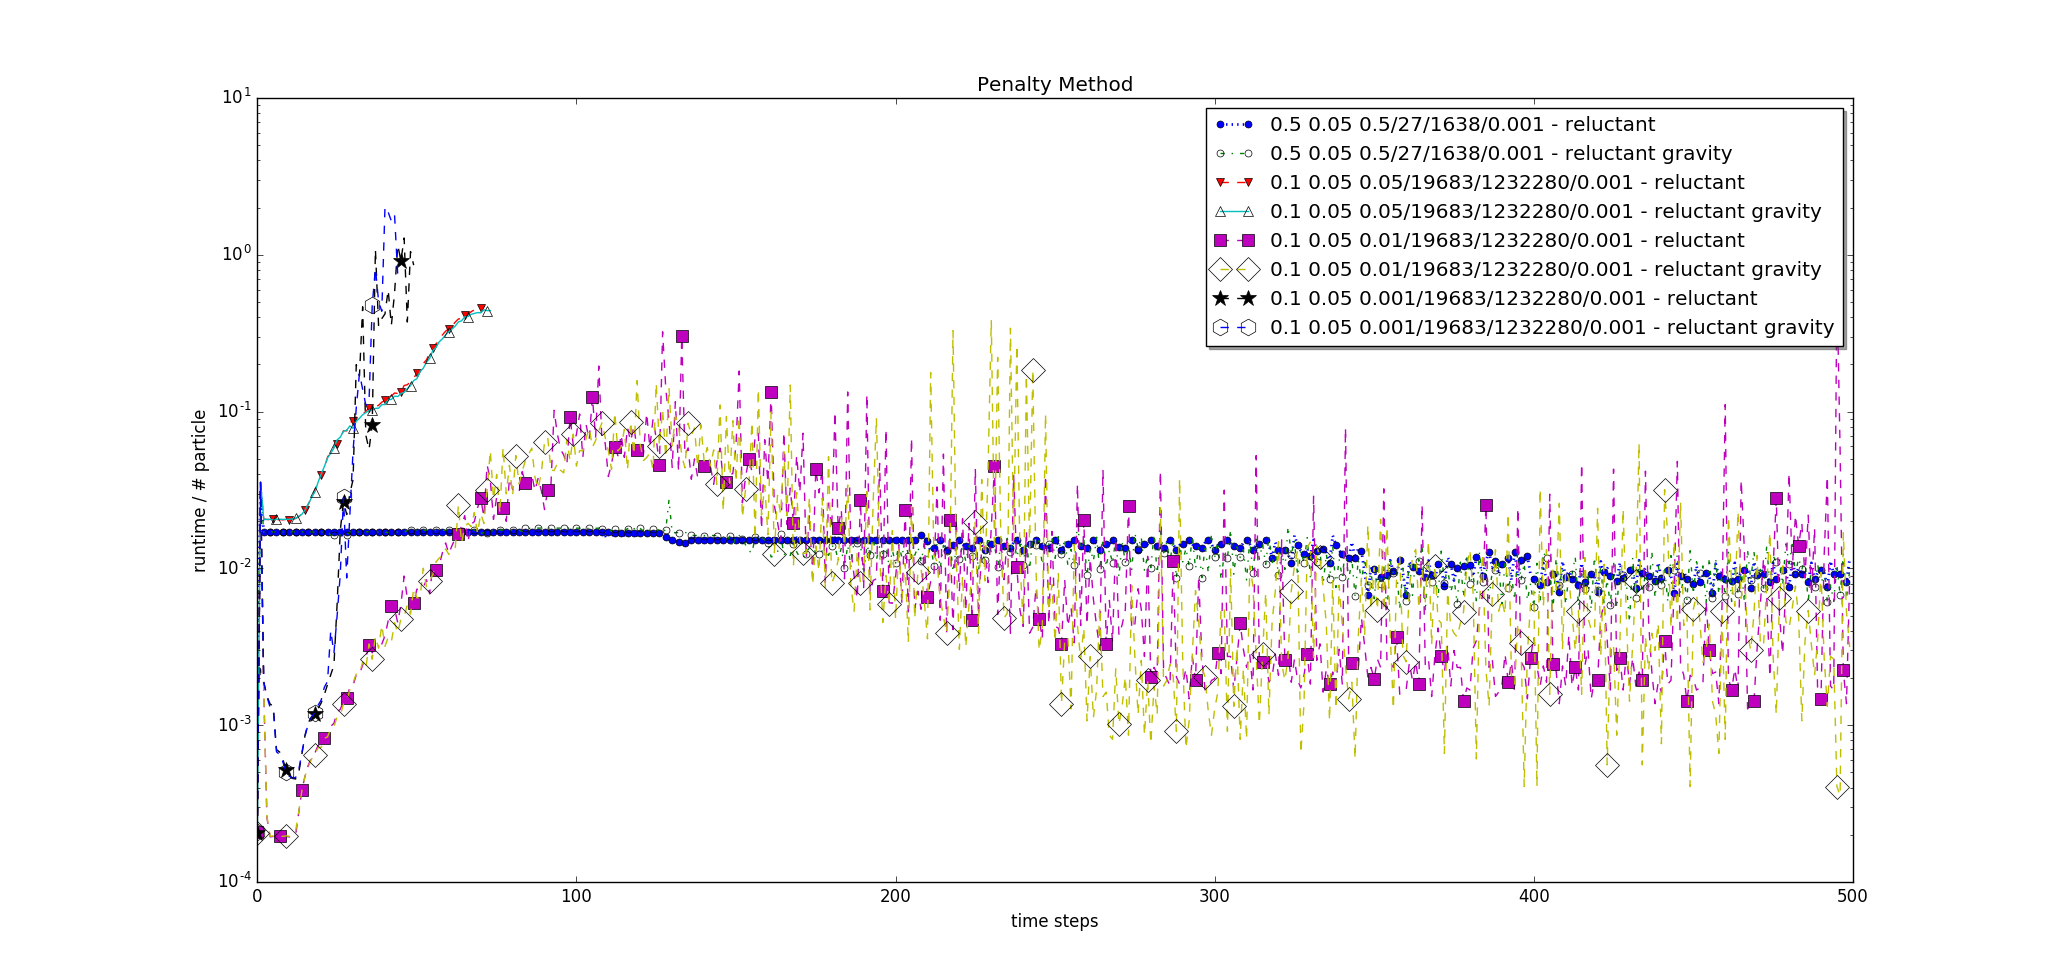 Penalty Method
10^1
10^0
10^-1
10^-2
10^-3
10^-4
runtime / # particle
0.5 0.05 0.5/27/1638/0.001 - reluctant
0.5 0.05 0.5/27/1638/0.001 - reluctant gravity
0.1 0.05 0.05/19683/1232280/0.001 - reluctant
0.1 0.05 0.05/19683/1232280/0.001 - reluctant gravity
0.1 0.05 0.01/19683/1232280/0.001 - reluctant
0.1 0.05 0.01/19683/1232280/0.001 - reluctant gravity
0.1 0.05 0.001/19683/1232280/0.001 - reluctant
0.1 0.05 0.001/19683/1232280/0.001 - reluctant gravity
0 100 200 300 400 500
time steps